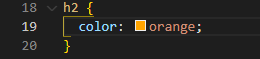 18 h2 {
19 color: orange;
20 }